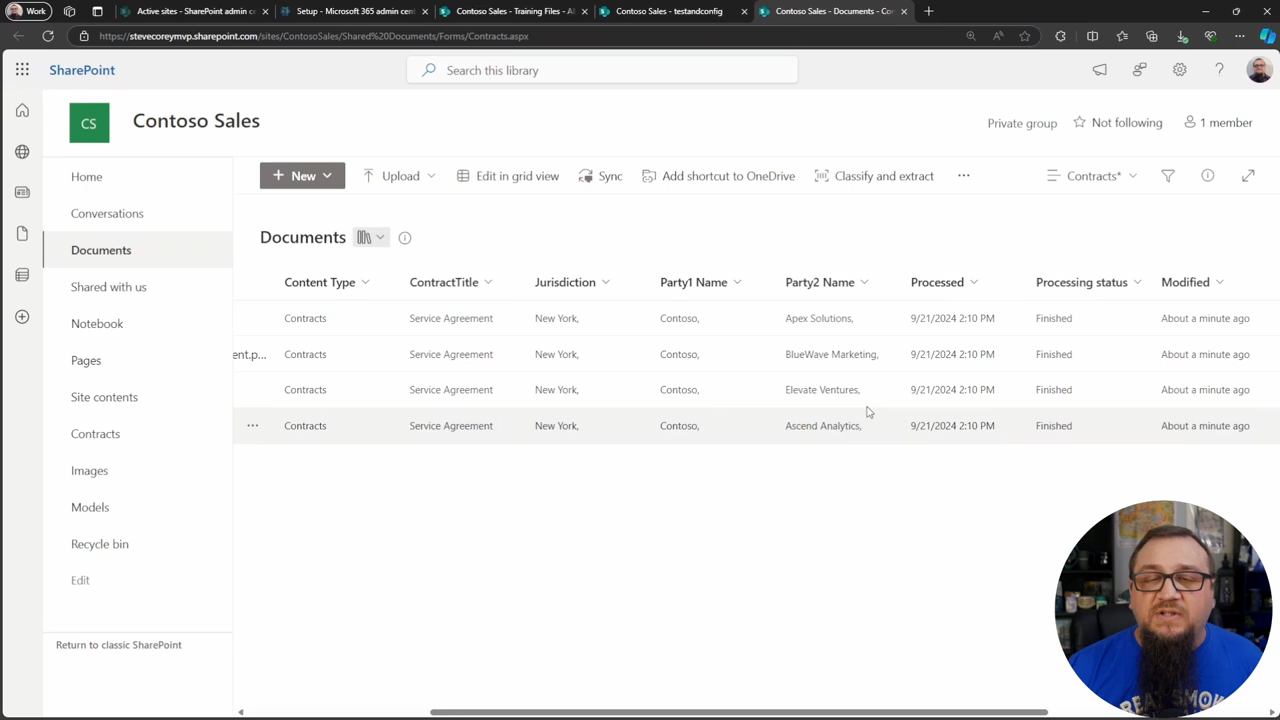 Work
Active sites - SharePoint admin c
Setup - Microsoft 365 admin cent
Contoso Sales - Training Files - A
Contoso Sales - testandconfig
Contoso Sales - Documents - Co
https://stevecoreymvp.sharepoint.com/sites/ContosoSales/Shared%20Documents/Forms/Contracts.aspx
SharePoint
Search this library
CS
Contoso Sales
Private group
Not following
1 member
Home
Conversations
Documents
Shared with us
Notebook
Pages
Site contents
Contracts
Images
Models
Recycle bin
Edit
Return to classic SharePoint
New
Upload
Edit in grid view
Sync
Add shortcut to OneDrive
Classify and extract
Contracts*
Documents
Content Type ContractTitle Jurisdiction Party1 Name Party2 Name Processed Processing status Modified
Contracts Service Agreement New York, Contoso, Apex Solutions, 9/21/2024 2:10 PM Finished About a minute ago
ent.p... Contracts Service Agreement New York, Contoso, BlueWave Marketing, 9/21/2024 2:10 PM Finished About a minute ago
Contracts Service Agreement New York, Contoso, Elevate Ventures, 9/21/2024 2:10 PM Finished About a minute ago
Contracts Service Agreement New York, Contoso, Ascend Analytics, 9/21/2024 2:10 PM Finished About a minute ago